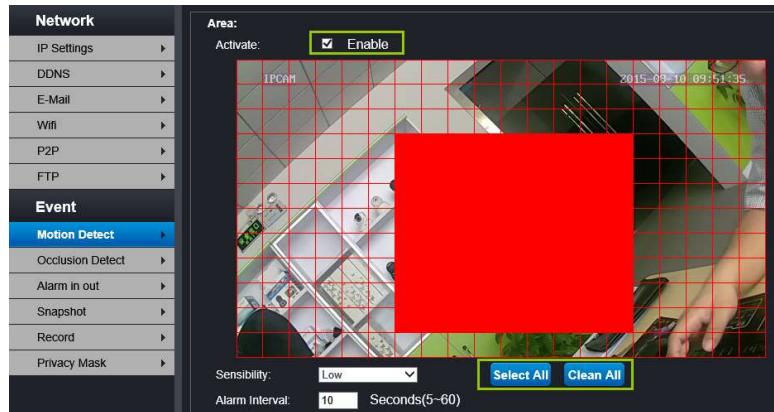 Network
IP Settings
DDNS
E-Mail
Wifi
P2P
FTP
Event
Motion Detect
Occlusion Detect
Alarm in out
Snapshot
Record
Privacy Mask
Area:
Activate: Enable
IPCAM 2015-09-10 09:51:35
Sensibility: Low Select All Clean All
Alarm Interval: 10 Seconds(5~60)